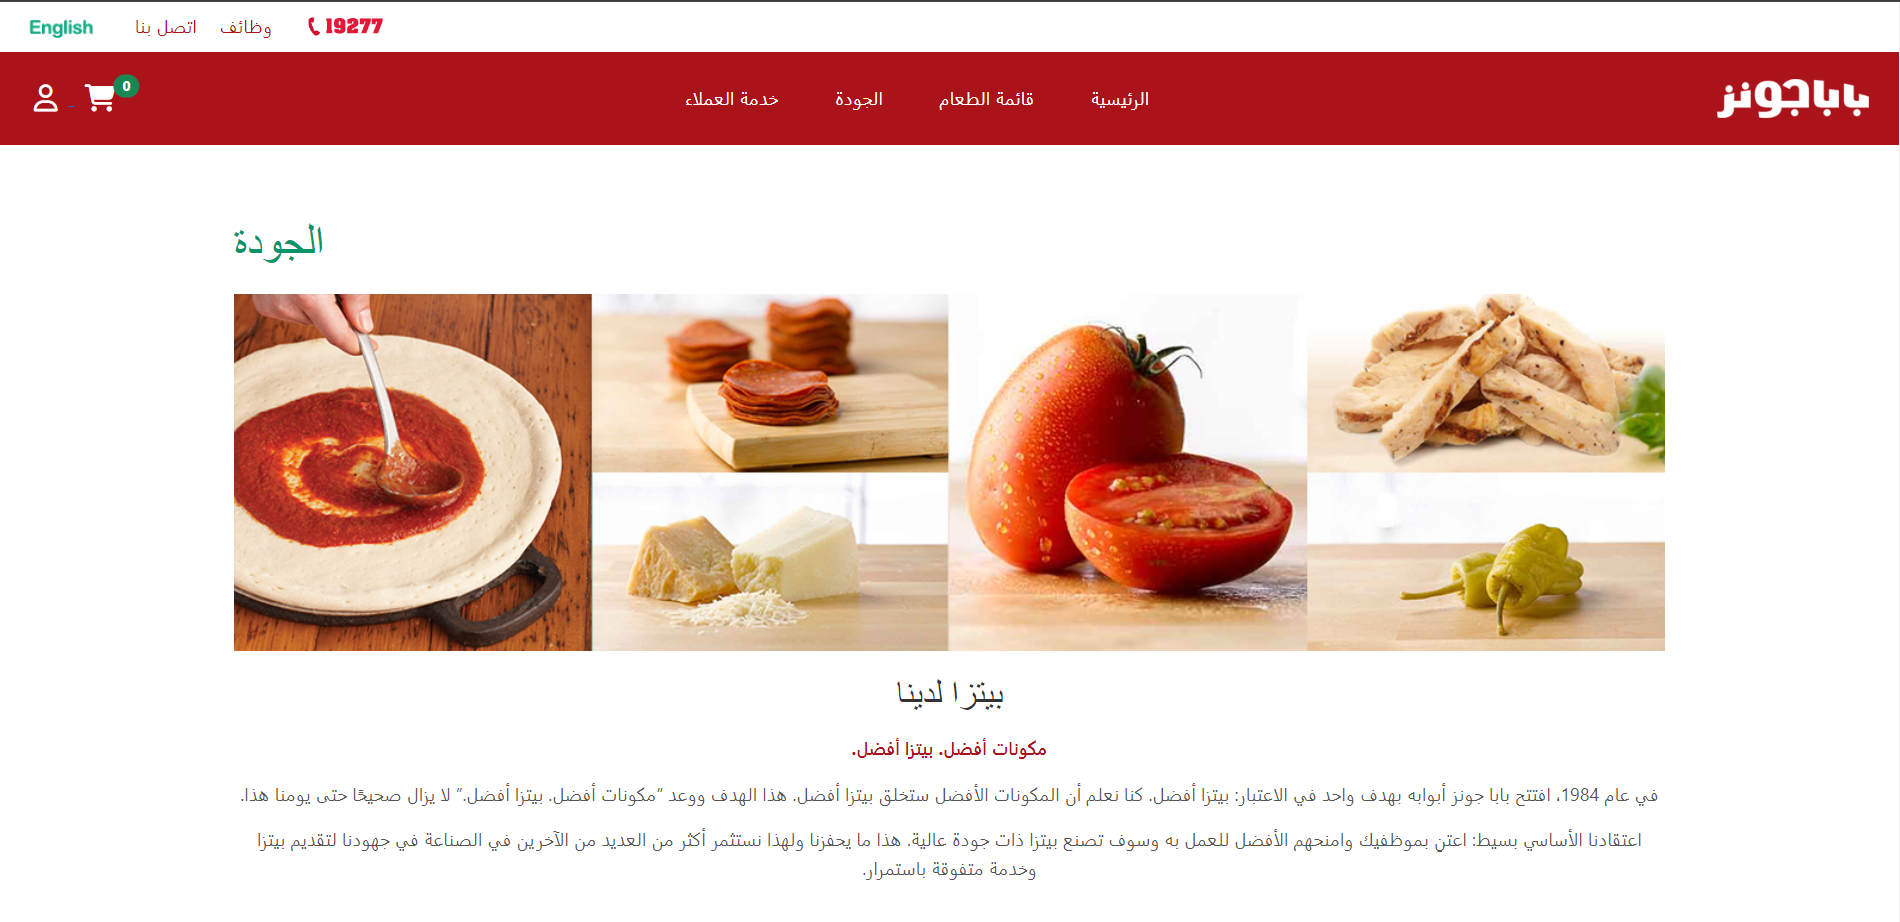 19277
وظائف
اتصل بنا
English
باباجونز
الرئيسية
قائمة الطعام
الجودة
خدمة العملاء
0
الجودة
بيتزا لدينا
مكونات أفضل. بيتزا أفضل.
في عام 1984، افتتح بابا جونز أبوابه بهدف واحد في الاعتبار: بيتزا أفضل. كنا نعلم أن المكونات الأفضل ستخلق بيتزا أفضل. هذا الهدف ووعد “مكونات أفضل. بيتزا أفضل.” لا يزال صحيحًا حتى يومنا هذا.
اعتقادنا الأساسي بسيط: اعتنِ بموظفيك وامنحهم الأفضل للعمل به وسوف تصنع بيتزا ذات جودة عالية. هذا ما يحفزنا ولهذا نستثمر أكثر من العديد من الآخرين في الصناعة في جهودنا لتقديم بيتزا
وخدمة متفوقة باستمرار.